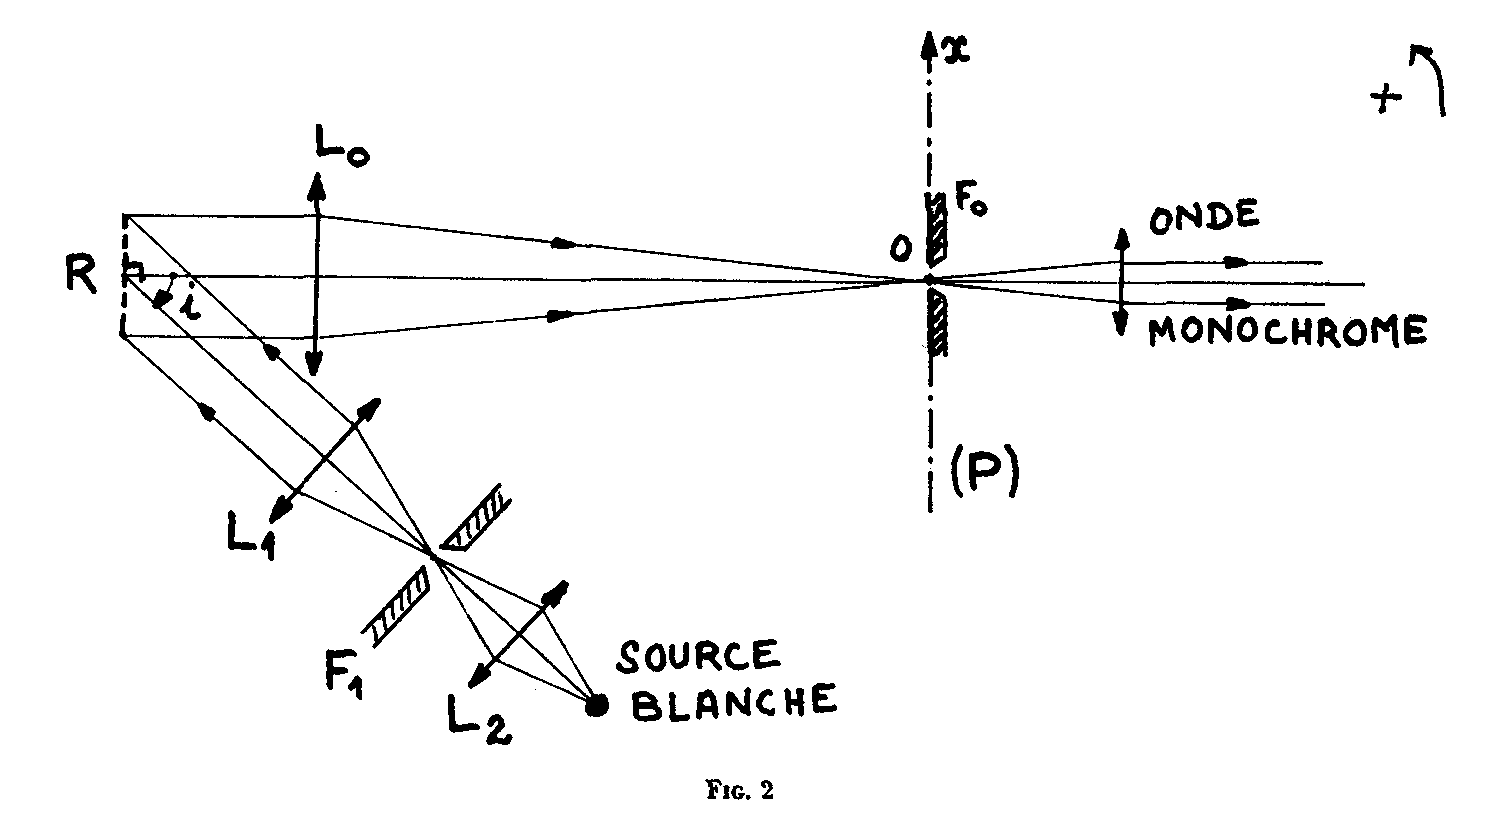 x
+
L0
F0
O
ONDE
R
i
MONOCHROME
(P)
L1
F1
SOURCE
BLANCHE
L2
FIG. 2